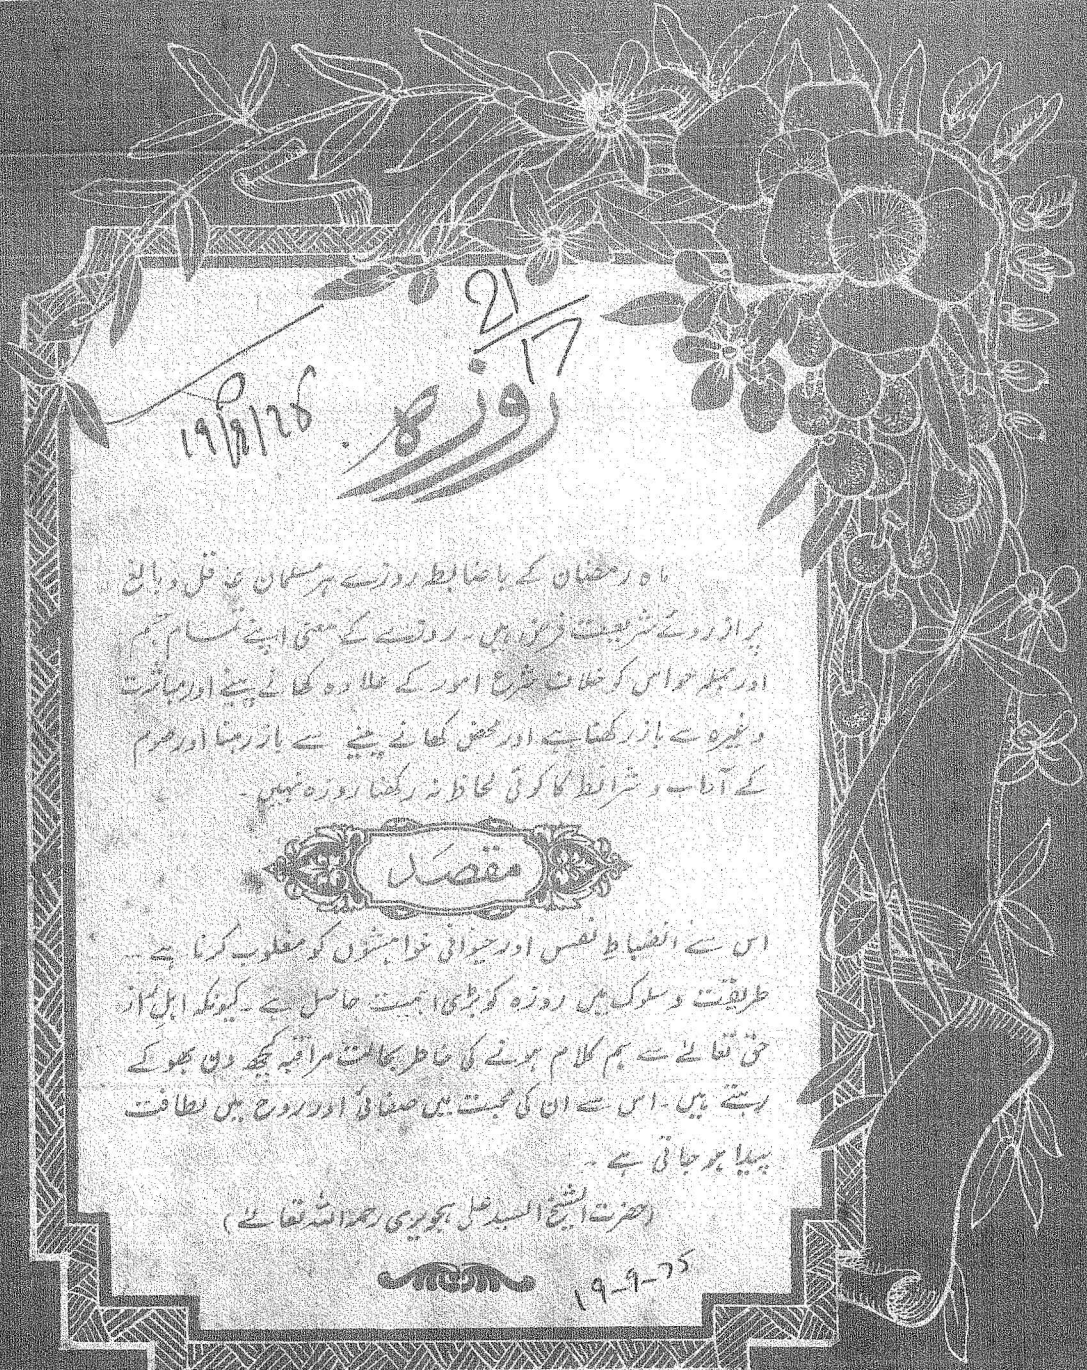 21
17
روزہ
19/9/75
ماہ رمضان کے باضابطہ روزے ہر مسلمان عاقل و بالغ
پر ازروئے شریعت فرض ہیں۔ روزے کے معنی اپنے تمام جسم
اور جملہ حواس کو خلاف شرع امور کے علاوہ کھانے پینے اور مباشرت
وغیرہ سے باز رکھنا ہے اور محض کھانے پینے سے باز رہنا اور صوم
کے آداب و شرائط کا کوئی لحاظ نہ رکھنا روزہ نہیں۔
مقصد
اس سے انضباطِ نفس اور حیوانی خواہشوں کو مغلوب کرنا ہے۔
طریقت و سلوک میں روزہ کو بڑی اہمیت حاصل ہے۔ کیونکہ اہلِ راز
حق تعالےٰ سے ہم کلام ہونے کی خاطر بحالت مراقبہ کچھ دن بھوکے
رہتے ہیں۔ اس سے ان کی محبت میں صفائی اور روح میں لطافت
پیدا ہو جاتی ہے۔
(حضرت الشیخ السید علی ہجویری رحمۃ اللہ تعالےٰ)
19-9-75